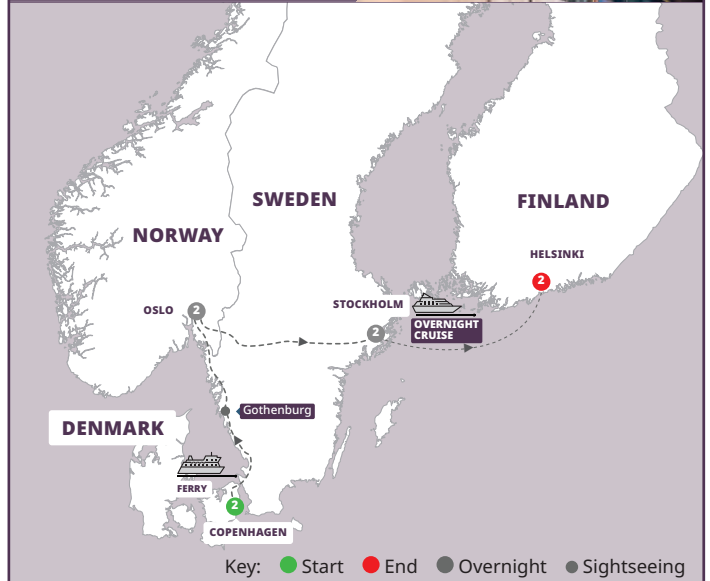 SWEDEN
FINLAND
NORWAY
HELSINKI
2
OSLO
2
STOCKHOLM
2
OVERNIGHT
CRUISE
Gothenburg
DENMARK
FERRY
2
COPENHAGEN
Key: Start End Overnight Sightseeing